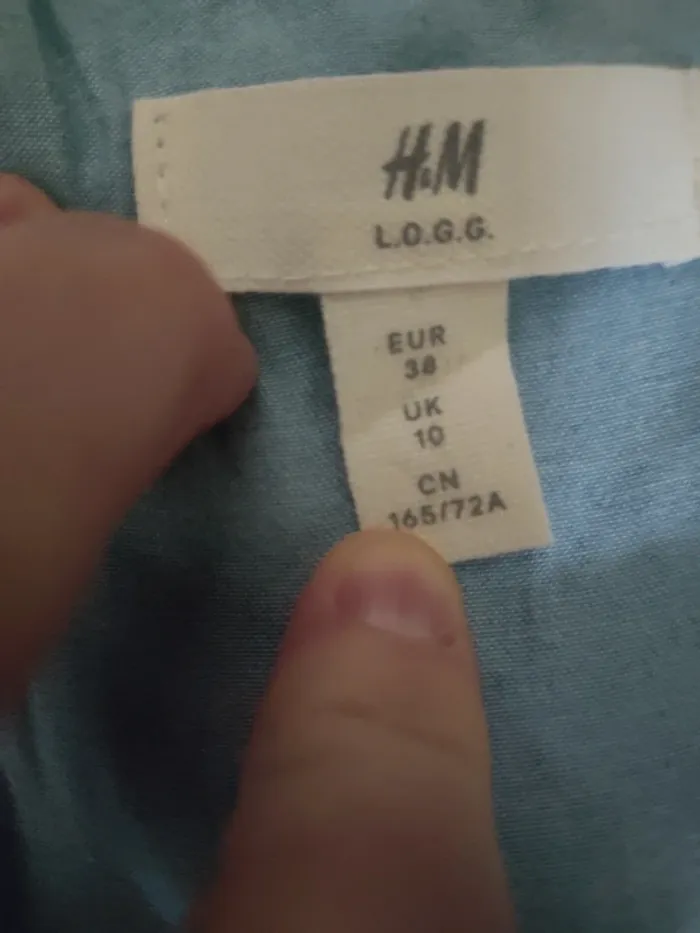 H&M
L.O.G.G.
EUR
38
UK
10
CN
165/72A